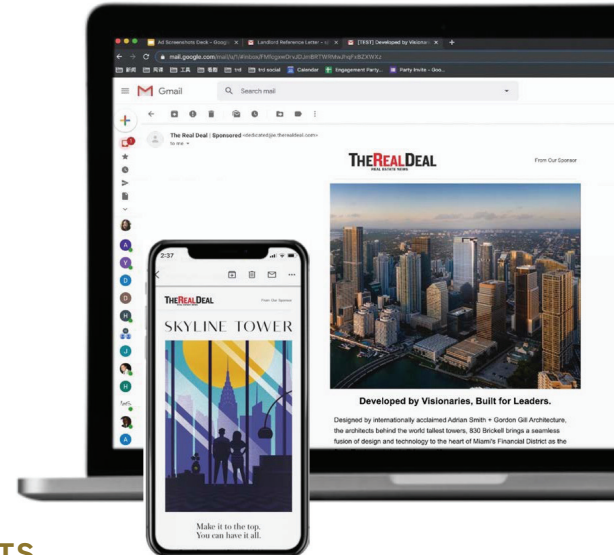 Ad Screenshots Deck - Googl
Landlord Reference Letter -
[TEST] Developed by Visionar
mail.google.com
Calendar
Engagement Party...
Party Invite - Goo...
Gmail
Search mail
The Real Deal | Sponsored
to me
THEREALDEAL
REAL ESTATE NEWS
From Our Sponsor
Developed by Visionaries, Built for Leaders.
Designed by internationally acclaimed Adrian Smith + Gordon Gill Architecture,
the architects behind the world tallest towers, 830 Brickell brings a seamless
fusion of design and technology to the heart of Miami's Financial District as the
2:37
THEREALDEAL
From Our Sponsor
SKYLINE TOWER
Make it to the top.
You can have it all.
TS